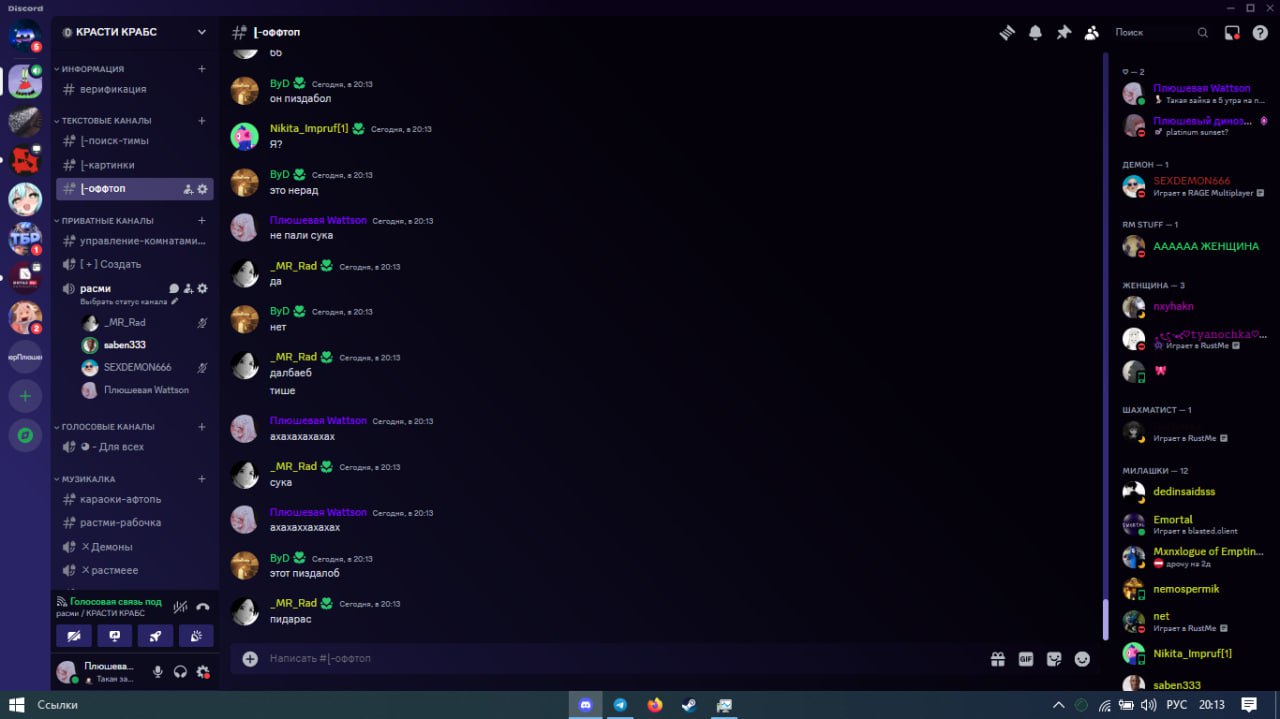 Discord
КРАСТИ КРАБС
ИНФОРМАЦИЯ
верификация
ТЕКСТОВЫЕ КАНАЛЫ
[-поиск-тимы
[-картинки
[-оффтоп
ПРИВАТНЫЕ КАНАЛЫ
управление-комнатами...
[ + ] Создать
расми
Выбрать статус канала
_MR_Rad
saben333
SEXDEMON666
Плюшевая Wattson
ГОЛОСОВЫЕ КАНАЛЫ
- Для всех
МУЗИКАЛКА
караоки-афтопь
растми-рабочка
Демоны
растмеее
Голосовая связь под
расми / КРАСТИ КРАБС
Плюшева...
Такая за...
5
ТБР
1
2
[-оффтоп
Поиск
66
ByD Сегодня, в 20:13
он пиздабол
Nikita_Impruf[1] Сегодня, в 20:13
Я?
ByD Сегодня, в 20:13
это нерад
Плюшевая Wattson Сегодня, в 20:13
не пали сука
_MR_Rad Сегодня, в 20:13
да
ByD Сегодня, в 20:13
нет
_MR_Rad Сегодня, в 20:13
далбаеб
тише
Плюшевая Wattson Сегодня, в 20:13
ахахахахахах
_MR_Rad Сегодня, в 20:13
сука
Плюшевая Wattson Сегодня, в 20:13
ахахаххахахах
ByD Сегодня, в 20:13
этот пиздалоб
_MR_Rad Сегодня, в 20:13
пидарас
Написать #[-оффтоп
GIF
♡ — 2
Плюшевая Wattson
Такая зайка в 5 утра на п...
Плюшевый диноз...
platinum sunset?
ДЕМОН — 1
SEXDEMON666
Играет в RAGE Multiplayer
RM STUFF — 1
АААААА ЖЕНЩИНА
ЖЕНЩИНА — 3
nxyhakn
tyanochka♡...
Играет в RustMe
ШАХМАТИСТ — 1
Играет в RustMe
МИЛАШКИ — 12
dedinsaidsss
Emortal
Играет в blasted.client
Mxnxlogue of Emptin...
дрочу на 2д
nemospermik
net
Играет в RustMe
Nikita_Impruf[1]
saben333
Ссылки
РУС
20:13